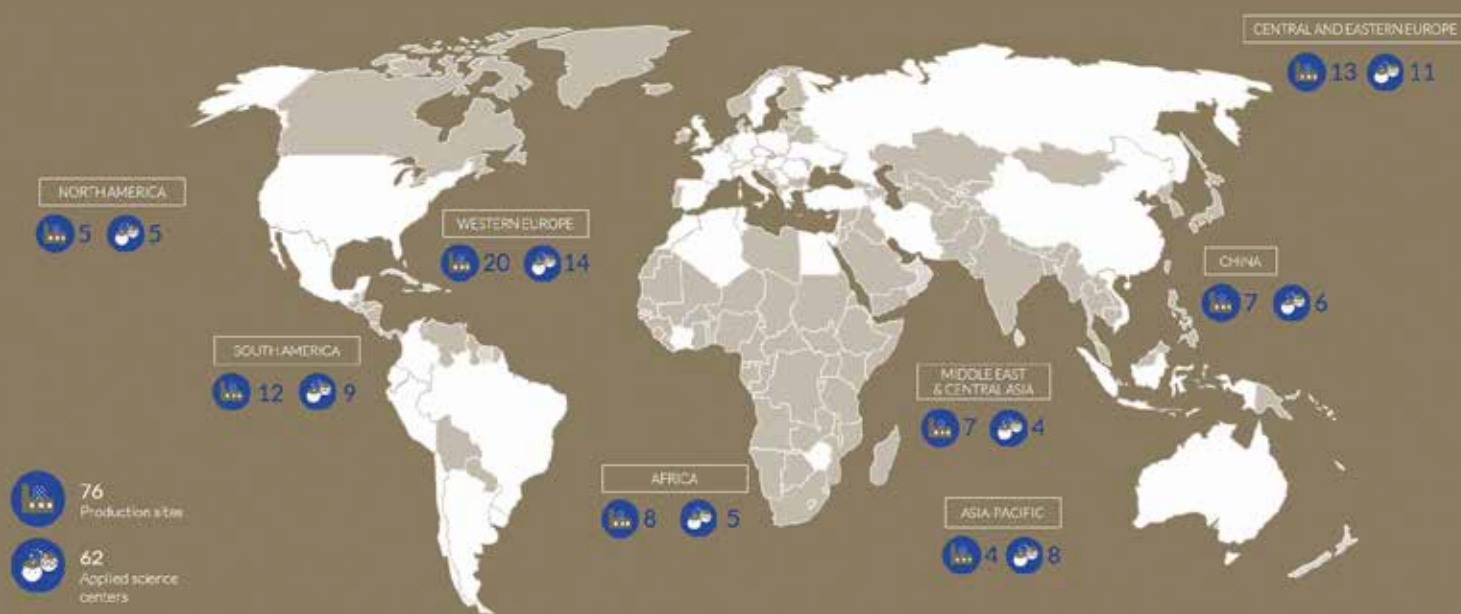 CENTRAL AND EASTERN EUROPE
13 11
NORTH AMERICA
5 5
WESTERN EUROPE
20 14
CHINA
7 6
SOUTH AMERICA
12 9
MIDDLE EAST
& CENTRAL ASIA
7 4
AFRICA
8 5
ASIA-PACIFIC
4 8
76
Production sites
62
Applied science
centers